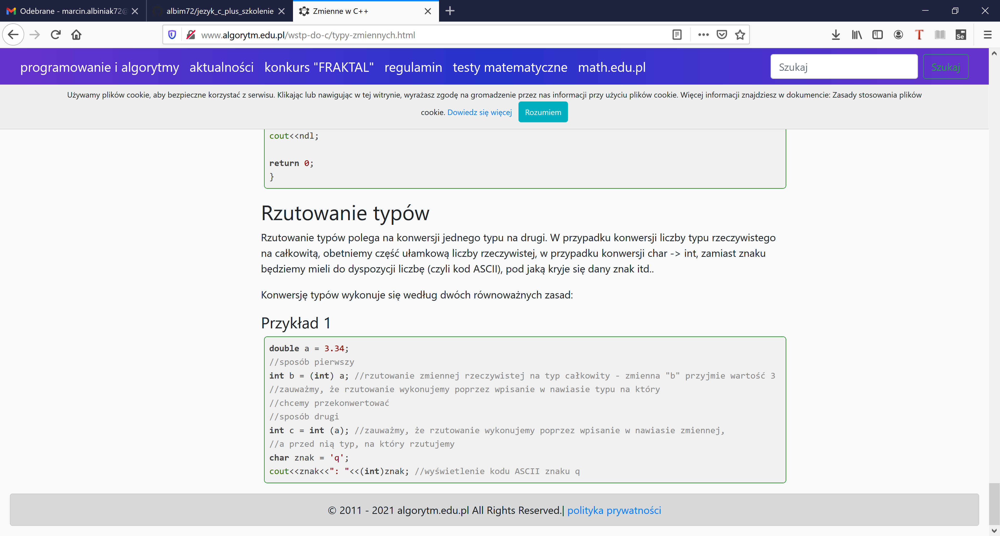 Odebrane - marcin.albiniak72@
albim72/jezyk_c_plus_szkolenie
Zmienne w C++
www.algorytm.edu.pl/wstp-do-c/typy-zmiennych.html
T
Se
programowanie i algorytmy aktualności konkurs "FRAKTAL" regulamin testy matematyczne math.edu.pl
Szukaj
Szukaj
Używamy plików cookie, aby bezpieczne korzystać z serwisu. Klikając lub nawigując w tej witrynie, wyrażasz zgodę na gromadzenie przez nas informacji przy użyciu plików cookie. Więcej informacji znajdziesz w dokumencie: Zasady stosowania plików
cookie. Dowiedz się więcej Rozumiem
cout<<ndl;
return 0;
}
Rzutowanie typów
Rzutowanie typów polega na konwersji jednego typu na drugi. W przypadku konwersji liczby typu rzeczywistego
na całkowitą, obetniemy część ułamkową liczby rzeczywistej, w przypadku konwersji char -> int, zamiast znaku
będziemy mieli do dyspozycji liczbę (czyli kod ASCII), pod jaką kryje się dany znak itd..
Konwersję typów wykonuje się według dwóch równoważnych zasad:
Przykład 1
double a = 3.34;
//sposób pierwszy
int b = (int) a; //rzutowanie zmiennej rzeczywistej na typ całkowity - zmienna "b" przyjmie wartość 3
//zauważmy, że rzutowanie wykonujemy poprzez wpisanie w nawiasie typu na który
//chcemy przekonwertować
//sposób drugi
int c = int (a); //zauważmy, że rzutowanie wykonujemy poprzez wpisanie w nawiasie zmiennej,
//a przed nią typ, na który rzutujemy
char znak = 'q';
cout<<znak<<": "<<(int)znak; //wyświetlenie kodu ASCII znaku q
© 2011 - 2021 algorytm.edu.pl All Rights Reserved.| polityka prywatności